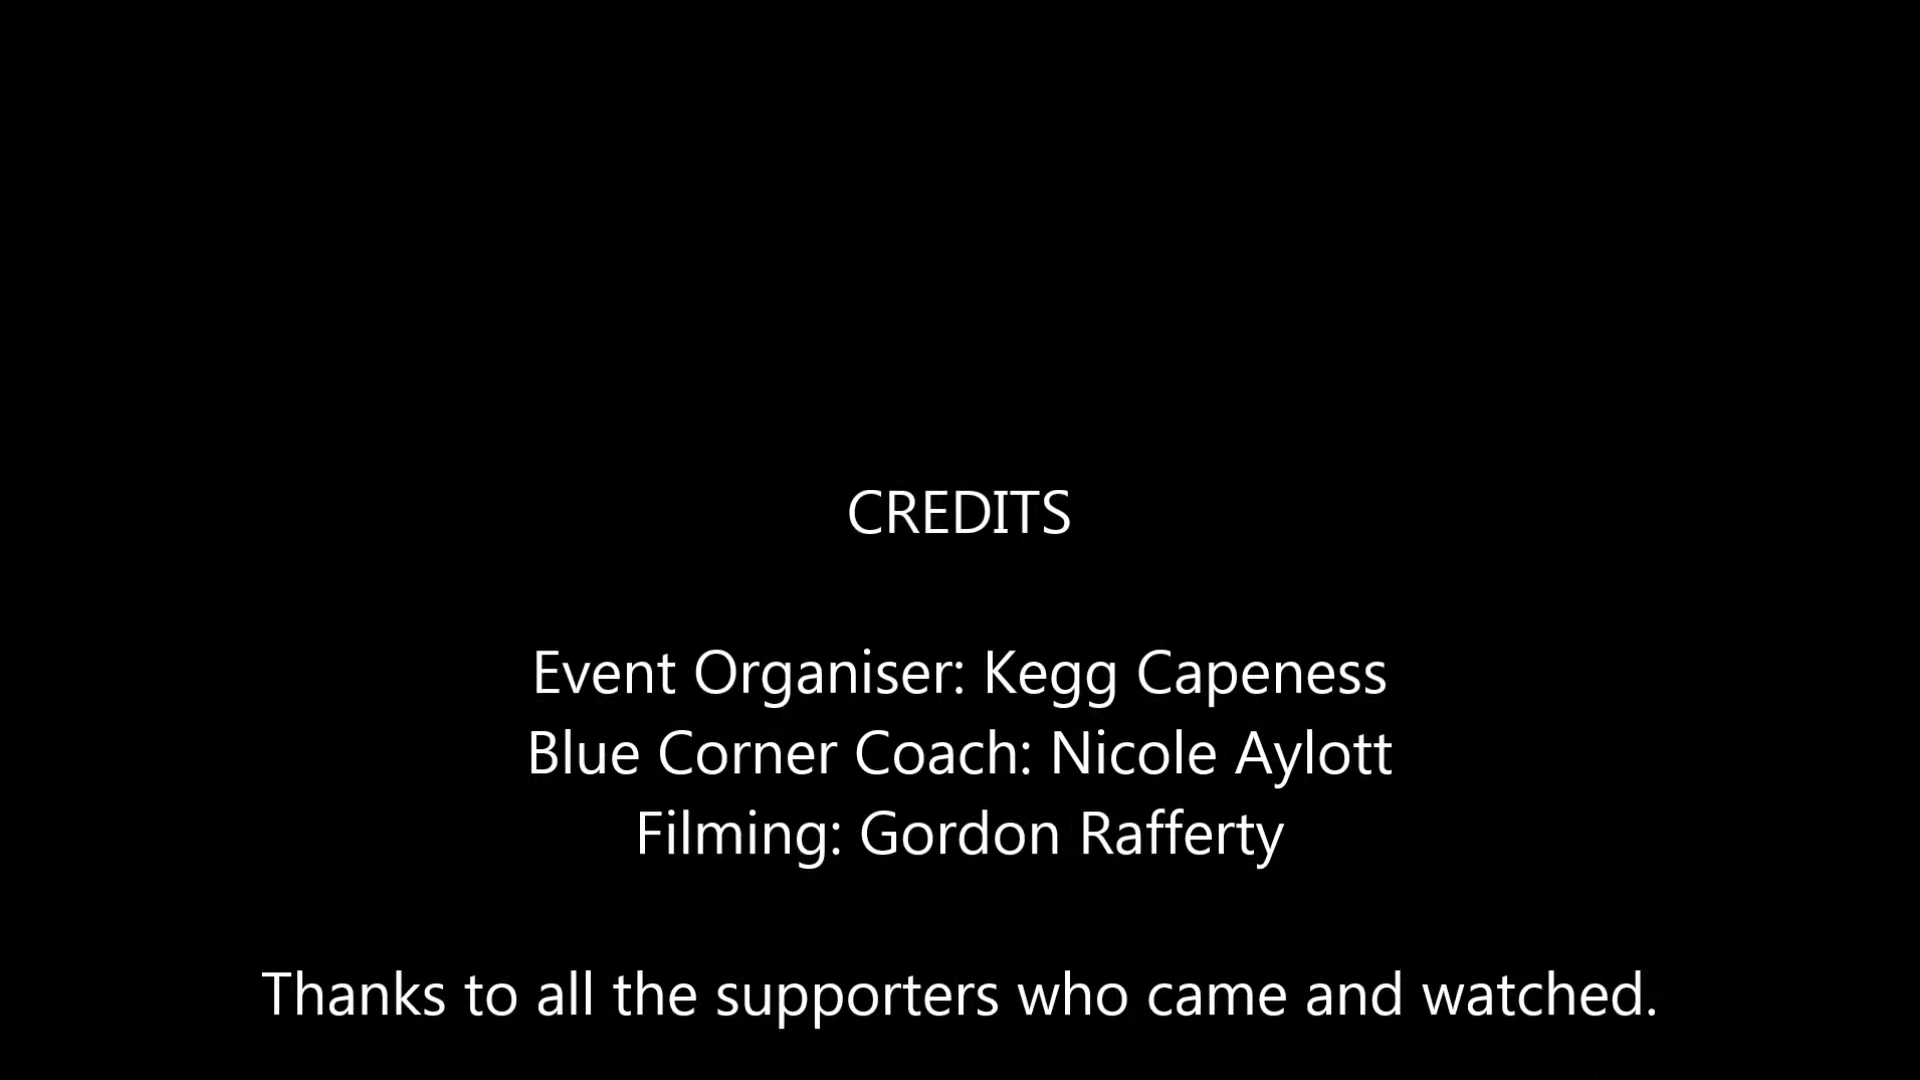 CREDITS
Event Organiser: Kegg Capeness
Blue Corner Coach: Nicole Aylott
Filming: Gordon Rafferty
Thanks to all the supporters who came and watched.